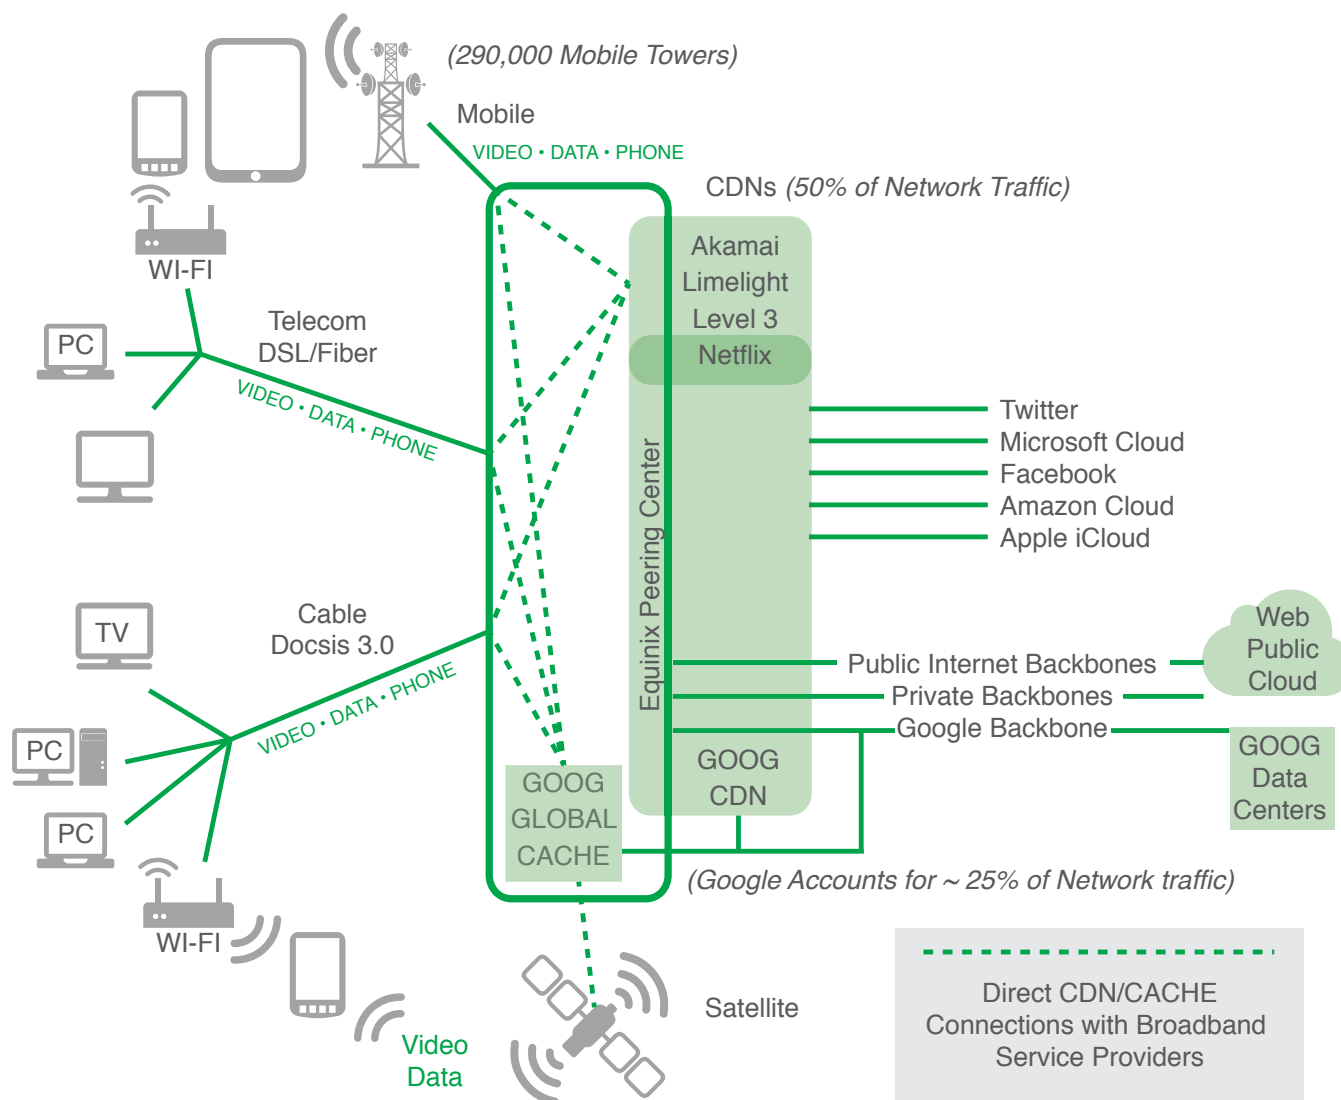 (290,000 Mobile Towers)
Mobile
VIDEO • DATA • PHONE
CDNs (50% of Network Traffic)
WI-FI
Akamai
Limelight
Level 3
Netflix
Telecom
DSL/Fiber
PC
VIDEO • DATA • PHONE
Twitter
Microsoft Cloud
Facebook
Amazon Cloud
Apple iCloud
Equinix Peering Center
TV
Cable
Docsis 3.0
VIDEO • DATA • PHONE
Web
Public
Cloud
Public Internet Backbones
Private Backbones
Google Backbone
PC
PC
GOOG
GLOBAL
CACHE
GOOG
CDN
GOOG
Data
Centers
(Google Accounts for ~ 25% of Network traffic)
WI-FI
Video
Data
Satellite
Direct CDN/CACHE
Connections with Broadband
Service Providers